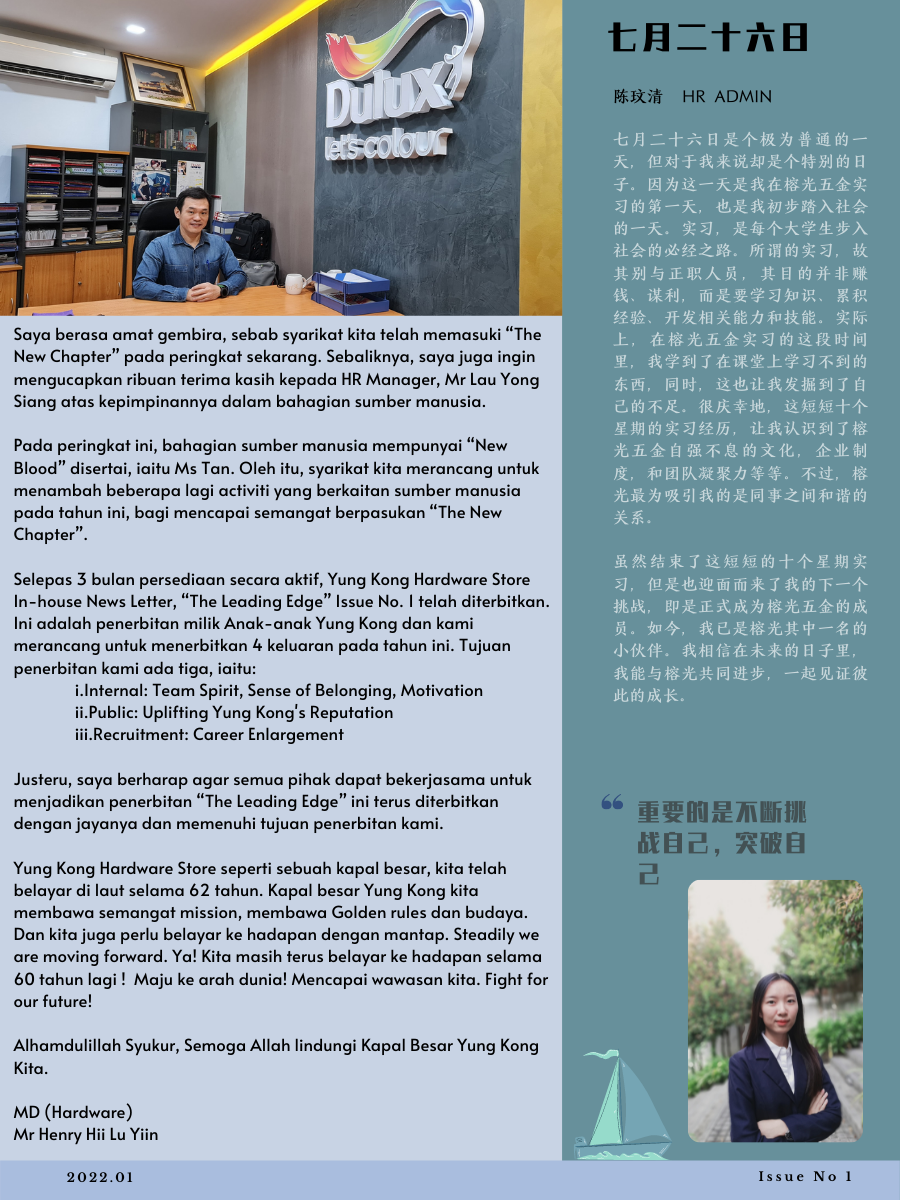 Dulux
let's colour
Saya berasa amat gembira, sebab syarikat kita telah memasuki “The
New Chapter” pada peringkat sekarang. Sebaliknya, saya juga ingin
mengucapkan ribuan terima kasih kepada HR Manager, Mr Lau Yong
Siang atas kepimpinannya dalam bahagian sumber manusia.
Pada peringkat ini, bahagian sumber manusia mempunyai “New
Blood” disertai, iaitu Ms Tan. Oleh itu, syarikat kita merancang untuk
menambah beberapa lagi activiti yang berkaitan sumber manusia
pada tahun ini, bagi mencapai semangat berpasukan “The New
Chapter”.
Selepas 3 bulan persediaan secara aktif, Yung Kong Hardware Store
In-house News Letter, “The Leading Edge” Issue No. 1 telah diterbitkan.
Ini adalah penerbitan milik Anak-anak Yung Kong dan kami
merancang untuk menerbitkan 4 keluaran pada tahun ini. Tujuan
penerbitan kami ada tiga, iaitu:
i.Internal: Team Spirit, Sense of Belonging, Motivation
ii.Public: Uplifting Yung Kong's Reputation
iii.Recruitment: Career Enlargement
Justeru, saya berharap agar semua pihak dapat bekerjasama untuk
menjadikan penerbitan “The Leading Edge” ini terus diterbitkan
dengan jayanya dan memenuhi tujuan penerbitan kami.
Yung Kong Hardware Store seperti sebuah kapal besar, kita telah
belayar di laut selama 62 tahun. Kapal besar Yung Kong kita
membawa semangat mission, membawa Golden rules dan budaya.
Dan kita juga perlu belayar ke hadapan dengan mantap. Steadily we
are moving forward. Ya! Kita masih terus belayar ke hadapan selama
60 tahun lagi !  Maju ke arah dunia! Mencapai wawasan kita. Fight for
our future!
Alhamdulillah Syukur, Semoga Allah lindungi Kapal Besar Yung Kong
Kita.
MD (Hardware)
Mr Henry Hii Lu Yiin
七月二十六日
陈玟清 HR ADMIN
七月二十六日是个极为普通的一
天，但对于我来说却是个特别的日
子。因为这一天是我在榕光五金实
习的第一天，也是我初步踏入社会
的一天。实习，是每个大学生步入
社会的必经之路。所谓的实习，故
其别与正职人员，其目的并非赚
钱、谋利，而是要学习知识、累积
经验、开发相关能力和技能。实际
上，在榕光五金实习的这段时间
里，我学到了在课堂上学习不到的
东西，同时，这也让我发掘到了自
己的不足。很庆幸地，这短短十个
星期的实习经历，让我认识到了榕
光五金自强不息的文化，企业制
度，和团队凝聚力等等。不过，榕
光最为吸引我的是同事之间和谐的
关系。
虽然结束了这短短的十个星期实
习，但是也迎面而来了我的下一个
挑战，即是正式成为榕光五金的成
员。如今，我已是榕光其中一名的
小伙伴。我相信在未来的日子里，
我能与榕光共同进步，一起见证彼
此的成长。
“ 重要的是不断挑
战自己，突破自
己
2022.01
Issue No 1